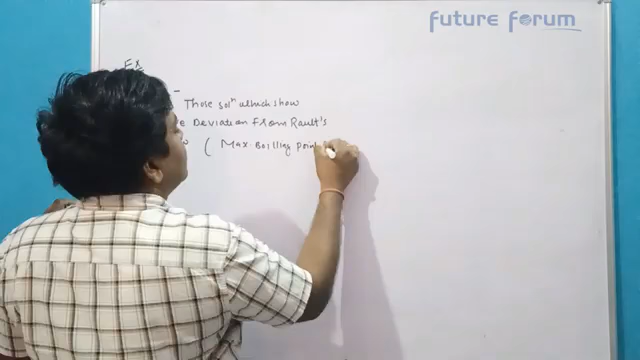 future forum
Ex
Those solⁿ which show
e Deviation From Rault's
w ( Max. Boiling Point